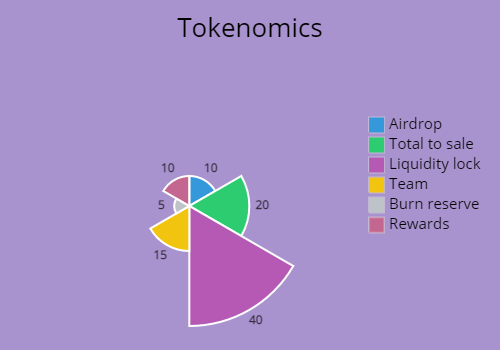 Tokenomics
Airdrop
Total to sale
Liquidity lock
Team
Burn reserve
Rewards
10
10
5
20
15
40